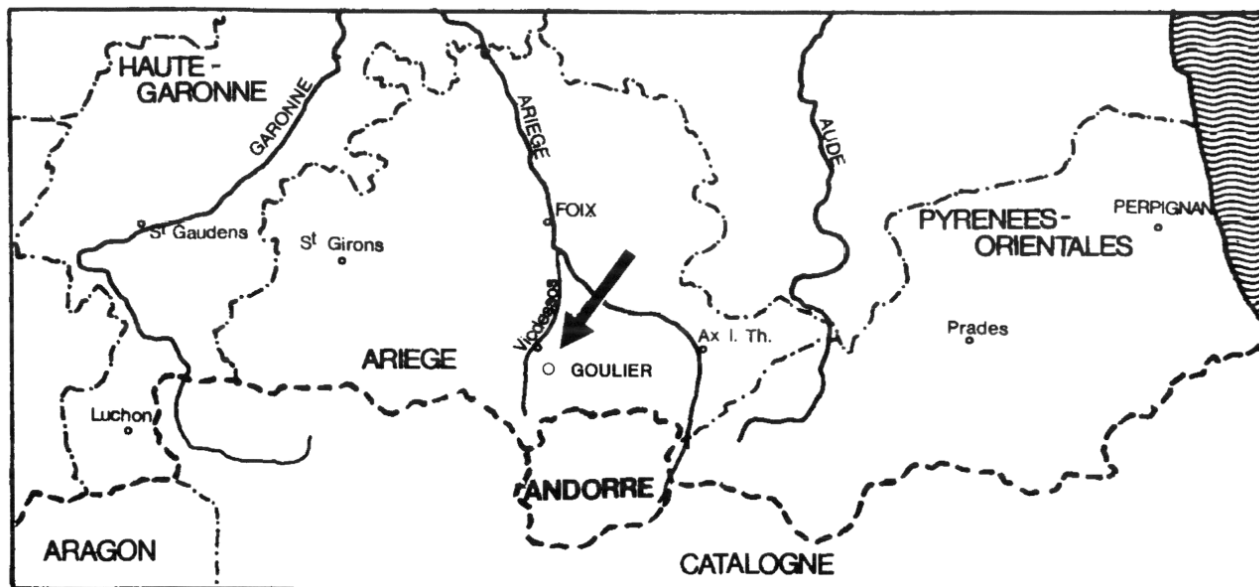 HAUTE-
GARONNE
GARONNE
ARIEGE
AUDE
FOIX
PERPIGNAN
PYRENEES-
ORIENTALES
St Gaudens
St Girons
Vicdessos
Ax l. Th.
Prades
ARIEGE
GOULIER
Luchon
ANDORRE
ARAGON
CATALOGNE